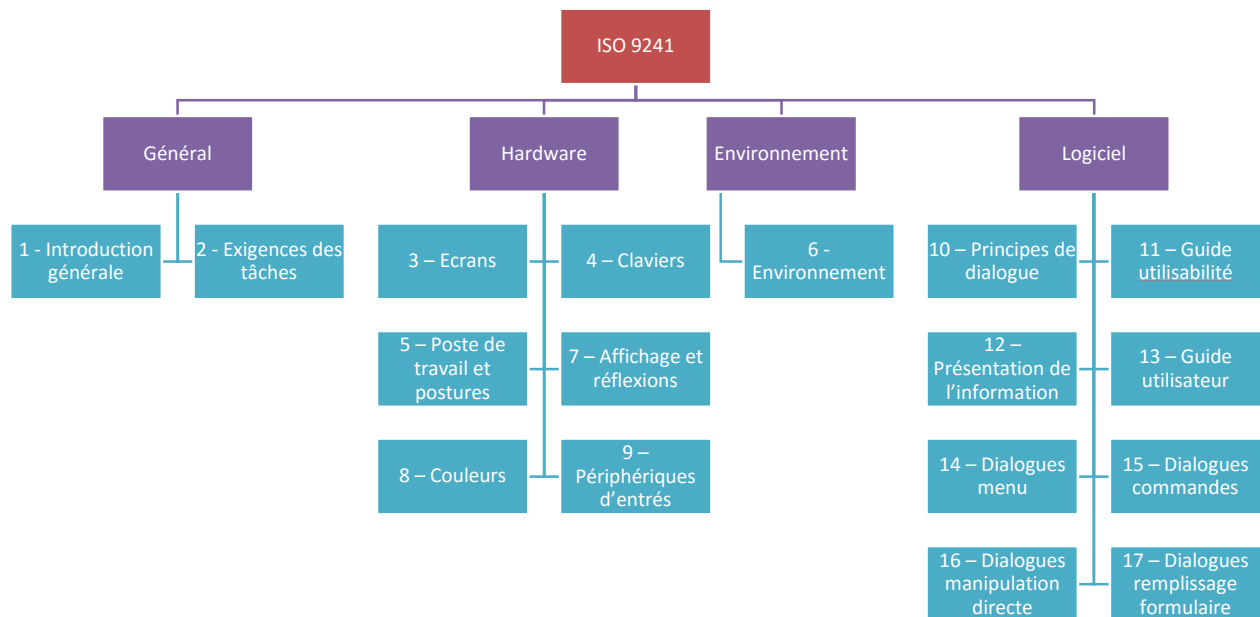 ISO 9241
Général
Hardware
Environnement
Logiciel
1 - Introduction
générale
2 - Exigences des
tâches
3 – Ecrans
4 – Claviers
6 -
Environnement
10 – Principes de
dialogue
11 – Guide
utilisabilité
5 – Poste de
travail et
postures
7 – Affichage et
réflexions
12 –
Présentation de
l’information
13 – Guide
utilisateur
8 – Couleurs
9 –
Périphériques
d’entrés
14 – Dialogues
menu
15 – Dialogues
commandes
16 – Dialogues
manipulation
directe
17 – Dialogues
remplissage
formulaire